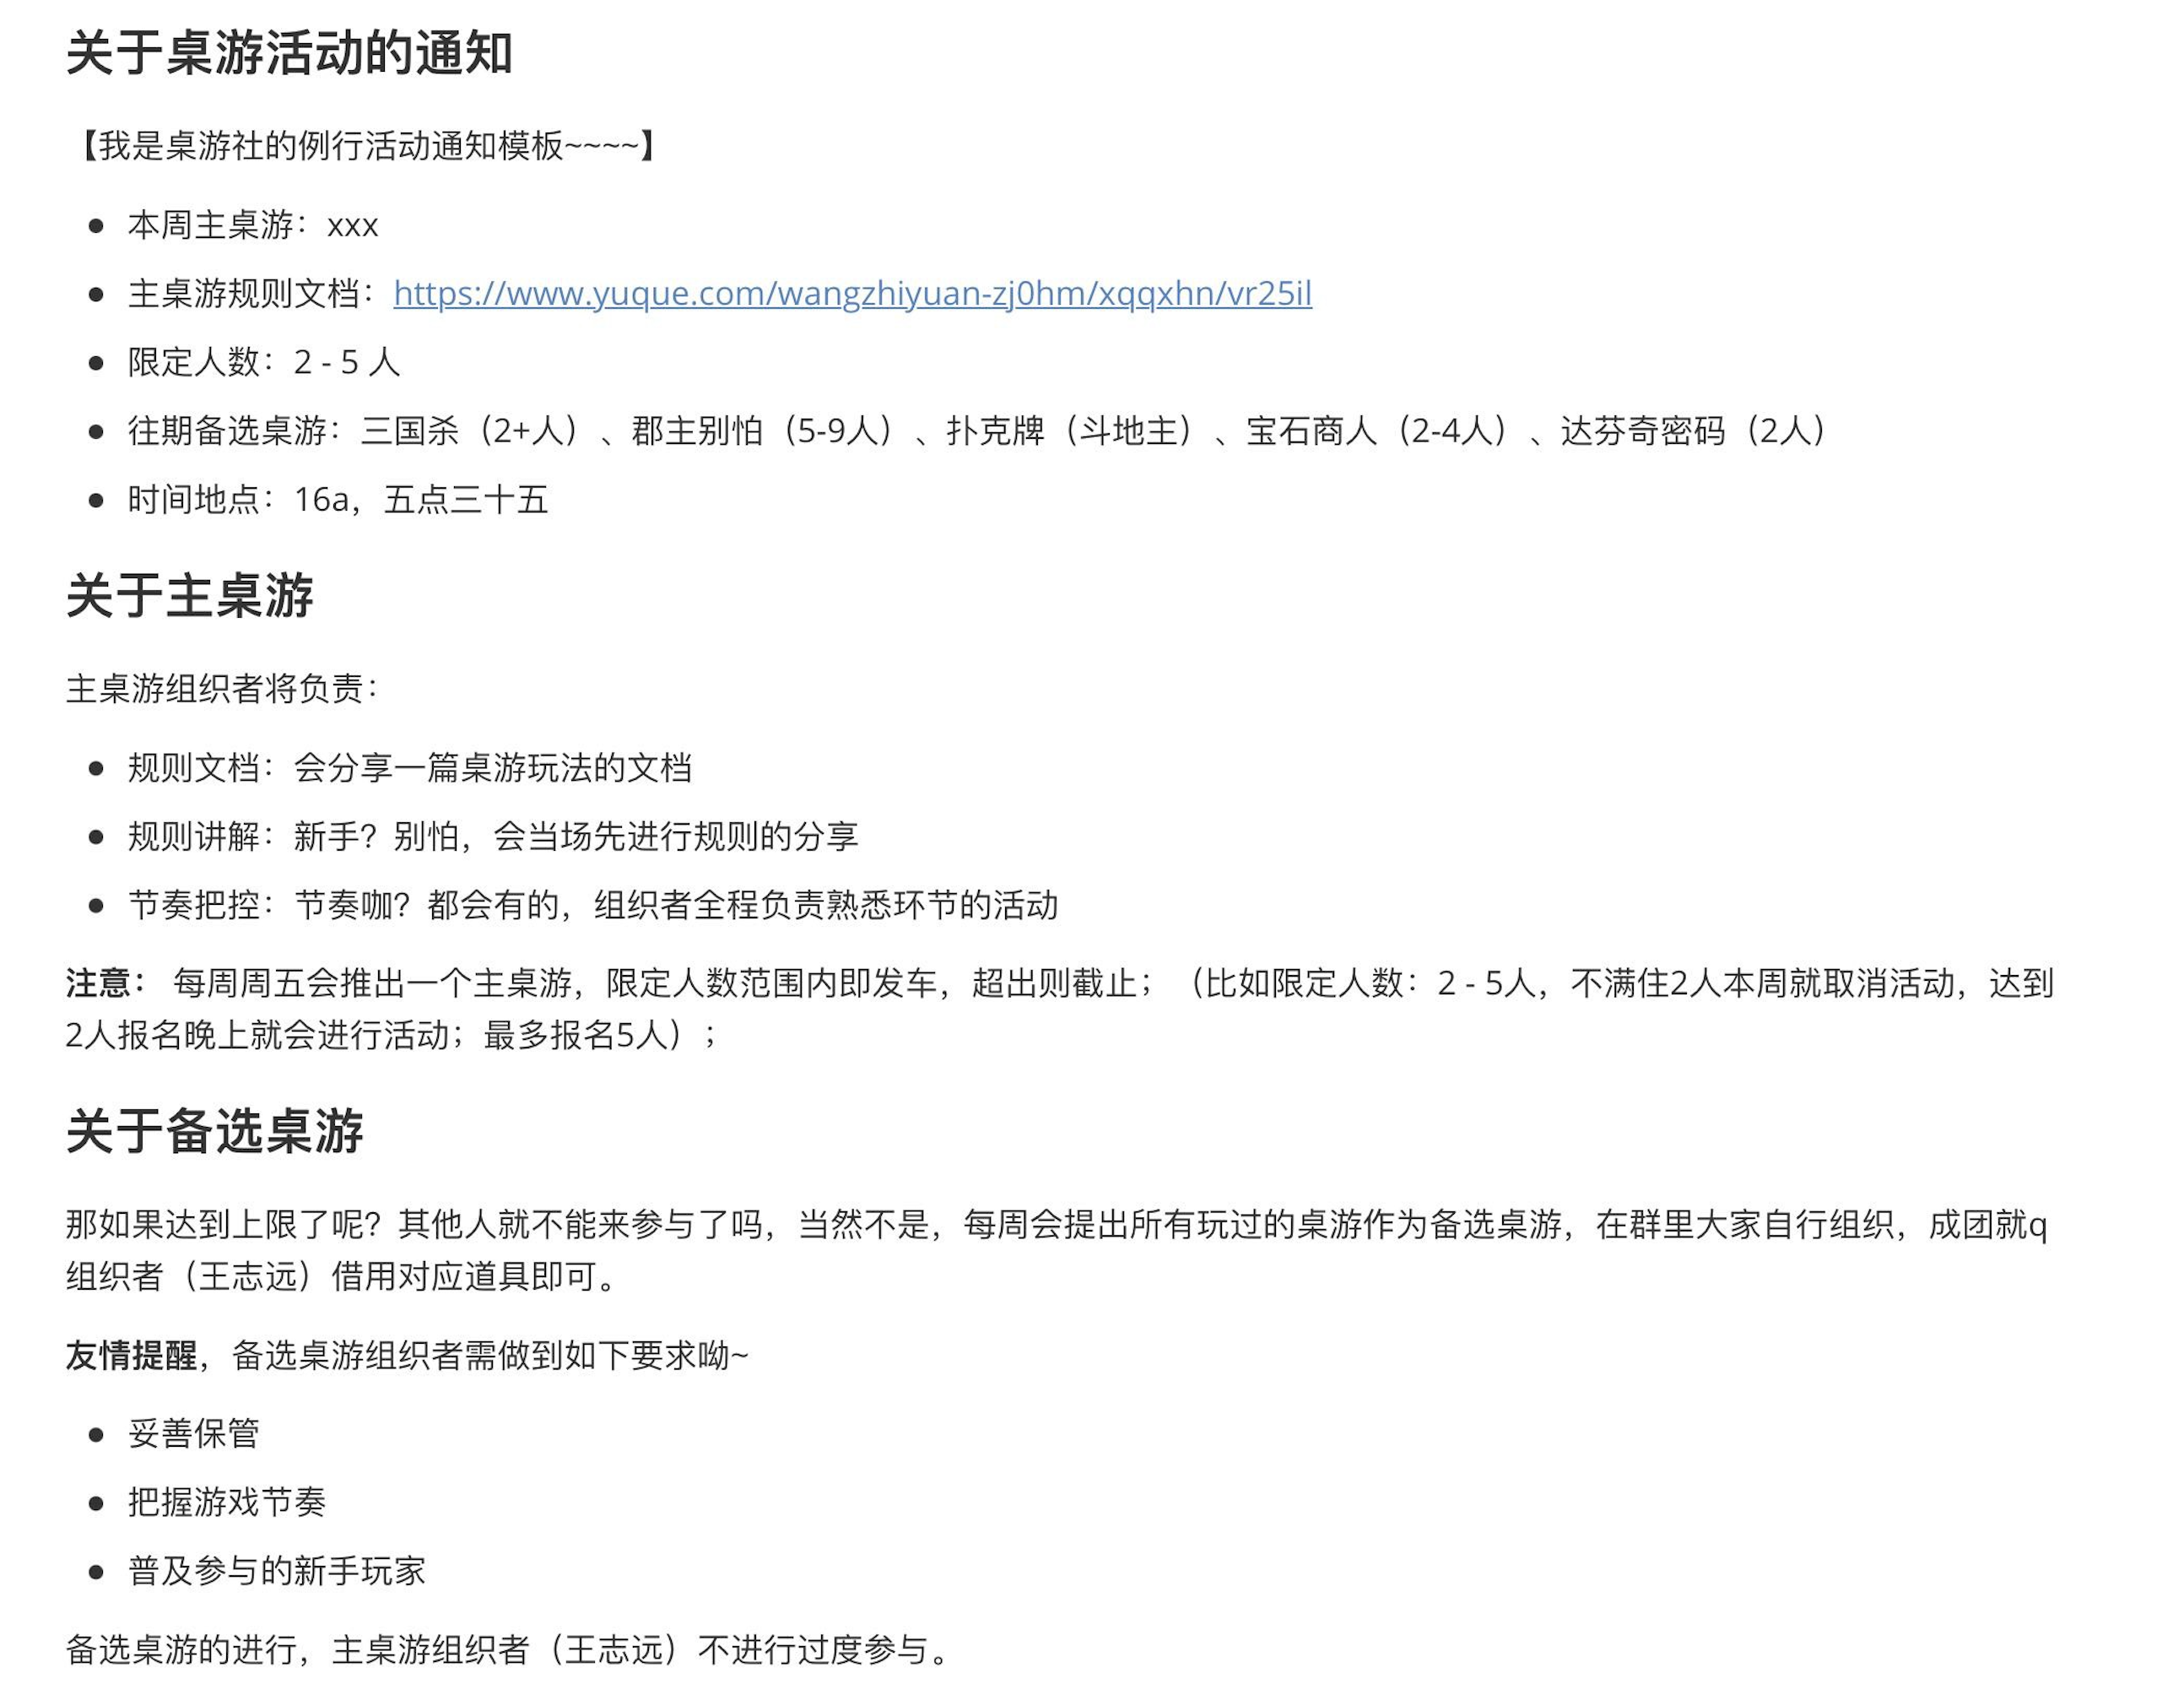 关于桌游活动的通知
【我是桌游社的例行活动通知模板~~~~】
● 本周主桌游：xxx
● 主桌游规则文档：https://www.yuque.com/wangzhiyuan-zj0hm/xqqxhn/vr25il
● 限定人数：2 - 5 人
● 往期备选桌游：三国杀（2+人）、郡主别怕（5-9人）、扑克牌（斗地主）、宝石商人（2-4人）、达芬奇密码（2人）
● 时间地点：16a，五点三十五
关于主桌游
主桌游组织者将负责：
● 规则文档：会分享一篇桌游玩法的文档
● 规则讲解：新手？别怕，会当场先进行规则的分享
● 节奏把控：节奏咖？都会有的，组织者全程负责熟悉环节的活动
注意： 每周周五会推出一个主桌游，限定人数范围内即发车，超出则截止；（比如限定人数：2 - 5人，不满住2人本周就取消活动，达到
2人报名晚上就会进行活动；最多报名5人）；
关于备选桌游
那如果达到上限了呢？其他人就不能来参与了吗，当然不是，每周会提出所有玩过的桌游作为备选桌游，在群里大家自行组织，成团就q
组织者（王志远）借用对应道具即可。
友情提醒，备选桌游组织者需做到如下要求呦~
● 妥善保管
● 把握游戏节奏
● 普及参与的新手玩家
备选桌游的进行，主桌游组织者（王志远）不进行过度参与。